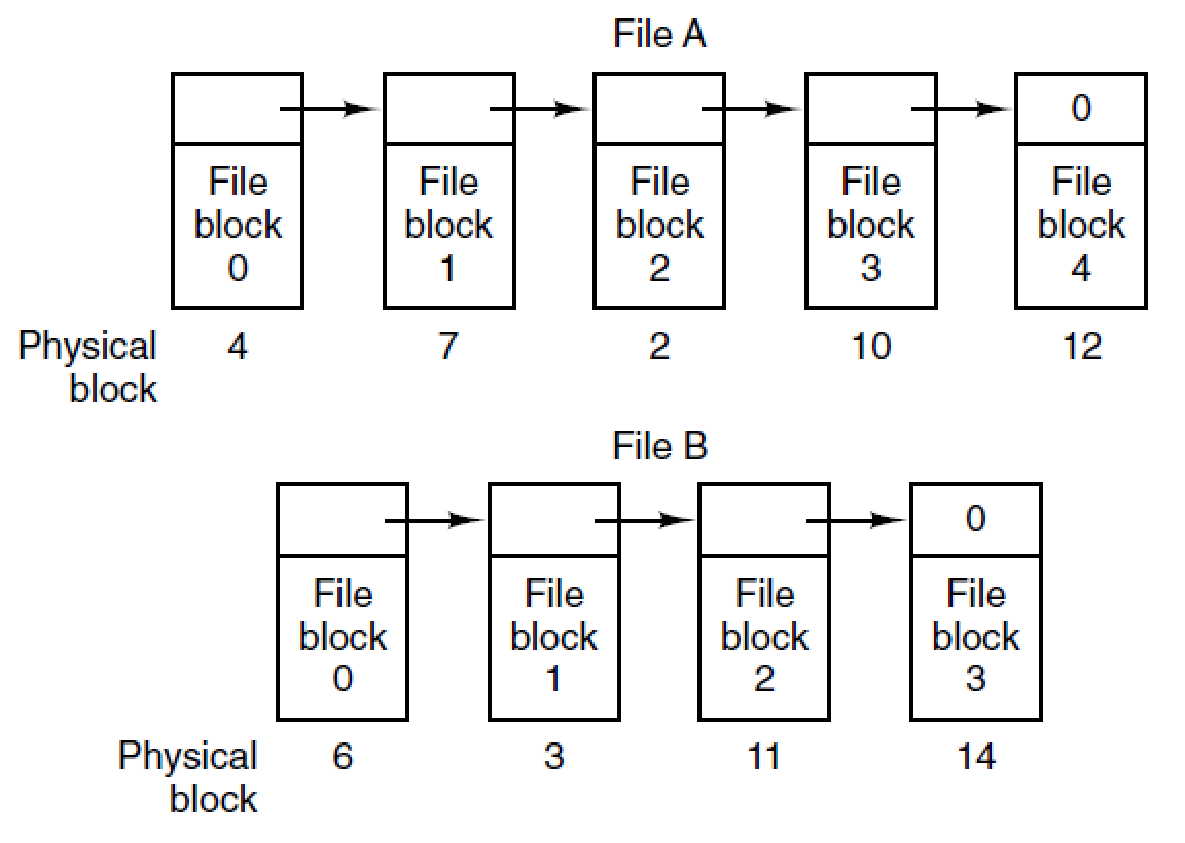 File A
0
File File File File File
block block block block block
0 1 2 3 4
Physical 4 7 2 10 12
block
File B
0
File File File File
block block block block
0 1 2 3
Physical 6 3 11 14
block